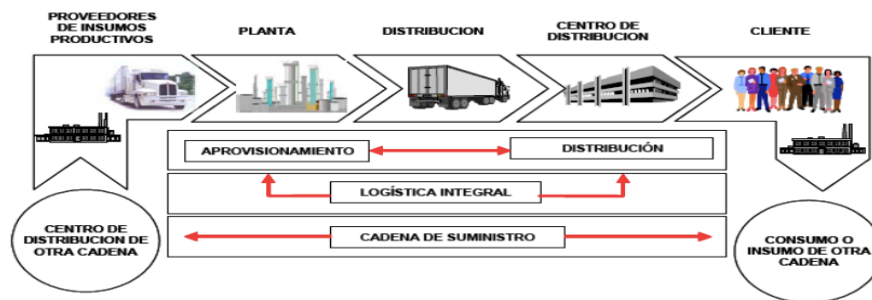 PROVEEDORES
DE INSUMOS
PRODUCTIVOS
PLANTA
DISTRIBUCION
CENTRO DE
DISTRIBUCION
CLIENTE
APROVISIONAMIENTO
DISTRIBUCIÓN
LOGÍSTICA INTEGRAL
CADENA DE SUMINISTRO
CENTRO DE
DISTRIBUCION DE
OTRA CADENA
CONSUMO O
INSUMO DE OTRA
CADENA